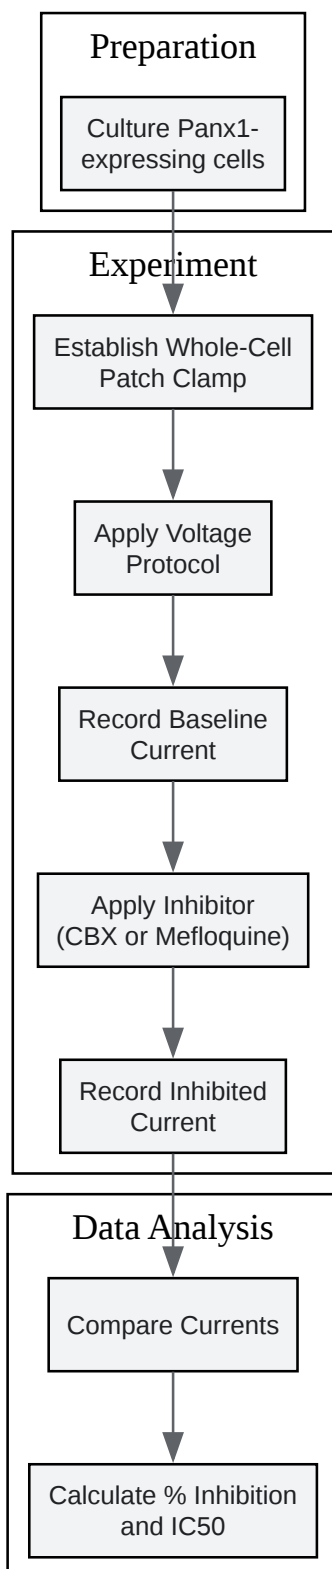 Preparation
Culture Panx1-
expressing cells
Experiment
Establish Whole-Cell
Patch Clamp
Apply Voltage
Protocol
Record Baseline
Current
Apply Inhibitor
(CBX or Mefloquine)
Record Inhibited
Current
Data Analysis
Compare Currents
Calculate % Inhibition
and IC50